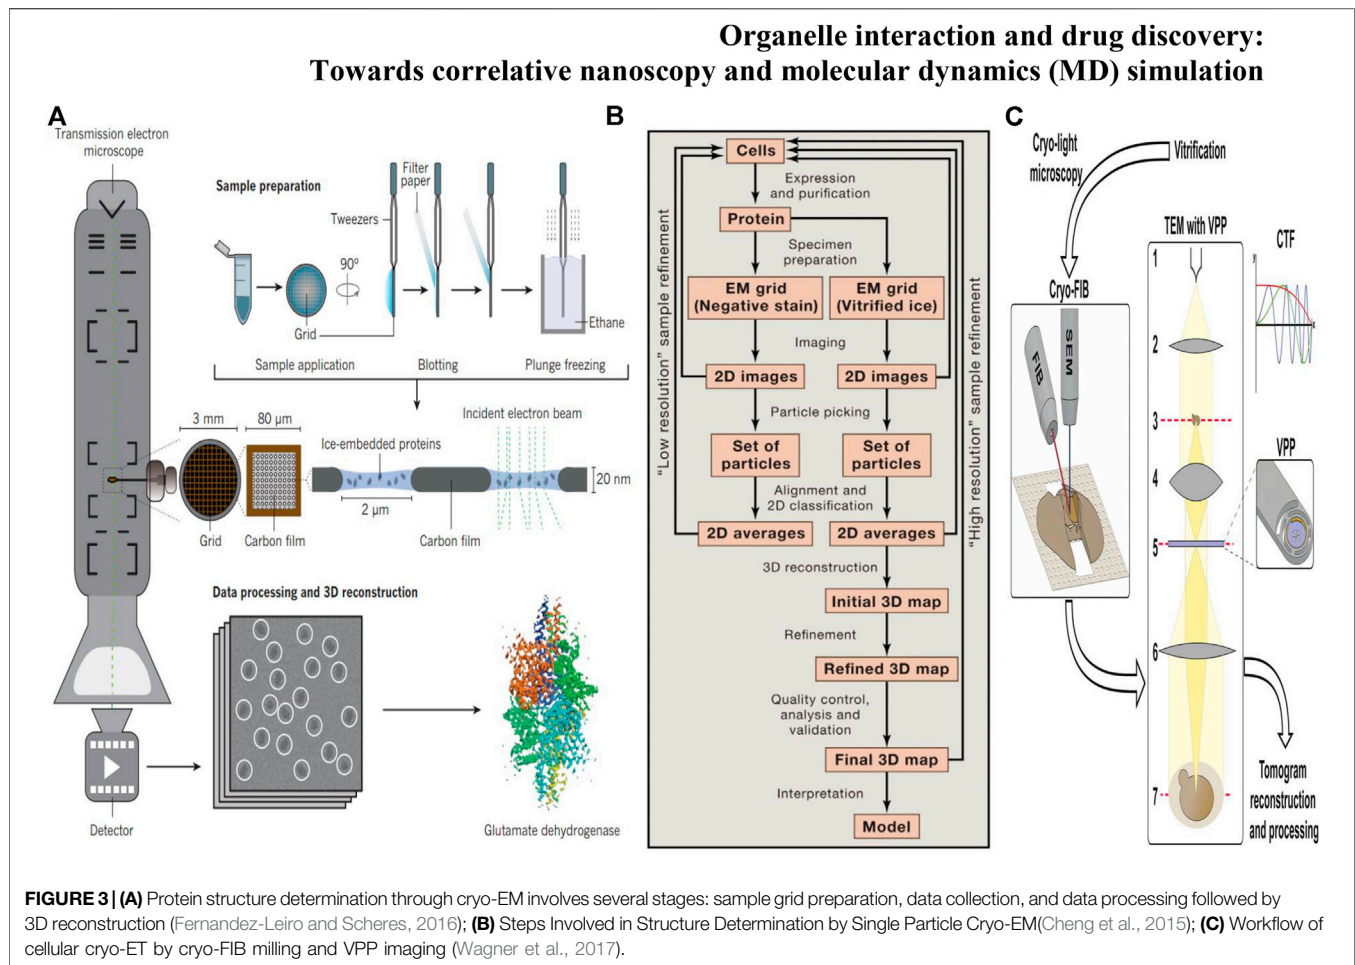 Organelle interaction and drug discovery:
Towards correlative nanoscopy and molecular dynamics (MD) simulation
A
Transmission electron
microscope
Sample preparation
Filter
paper
Tweezers
90º
Grid
Ethane
Sample application
Blotting
Plunge freezing
3 mm
80 µm
Incident electron beam
Ice-embedded proteins
20 nm
2 µm
Grid
Carbon film
Carbon film
Data processing and 3D reconstruction
Detector
Glutamate dehydrogenase
B
Cells
Expression
and purification
Protein
Specimen
preparation
EM grid
(Negative stain)
EM grid
(Vitrified ice)
Imaging
2D images
2D images
Particle picking
Set of
particles
Set of
particles
Alignment and
2D classification
2D averages
2D averages
3D reconstruction
Initial 3D map
Refinement
Refined 3D map
Quality control,
analysis and
validation
Final 3D map
Interpretation
Model
“Low resolution” sample refinement
“High resolution” sample refinement
C
Cryo-light
microscopy
Vitrification
TEM with VPP
CTF
y
x
Cryo-FIB
FIB
SEM
1
2
3
4
5
6
7
VPP
Tomogram
reconstruction
and processing
FIGURE 3 | (A) Protein structure determination through cryo-EM involves several stages: sample grid preparation, data collection, and data processing followed by
3D reconstruction (Fernandez-Leiro and Scheres, 2016); (B) Steps Involved in Structure Determination by Single Particle Cryo-EM(Cheng et al., 2015); (C) Workflow of
cellular cryo-ET by cryo-FIB milling and VPP imaging (Wagner et al., 2017).